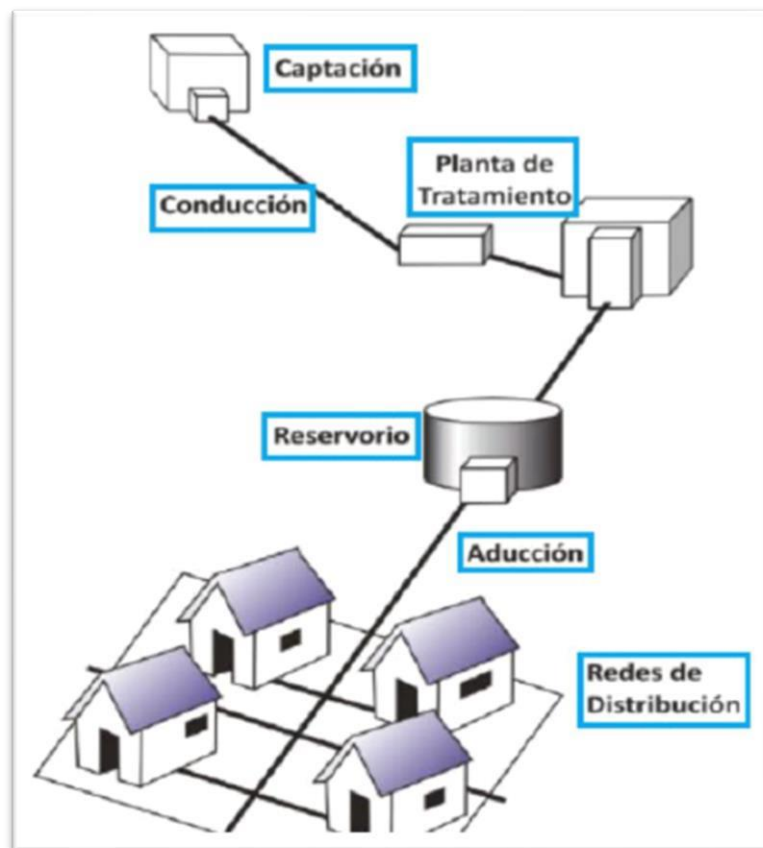 Captación
Planta de
Tratamiento
Conducción
Reservorio
Aducción
Redes de
Distribución